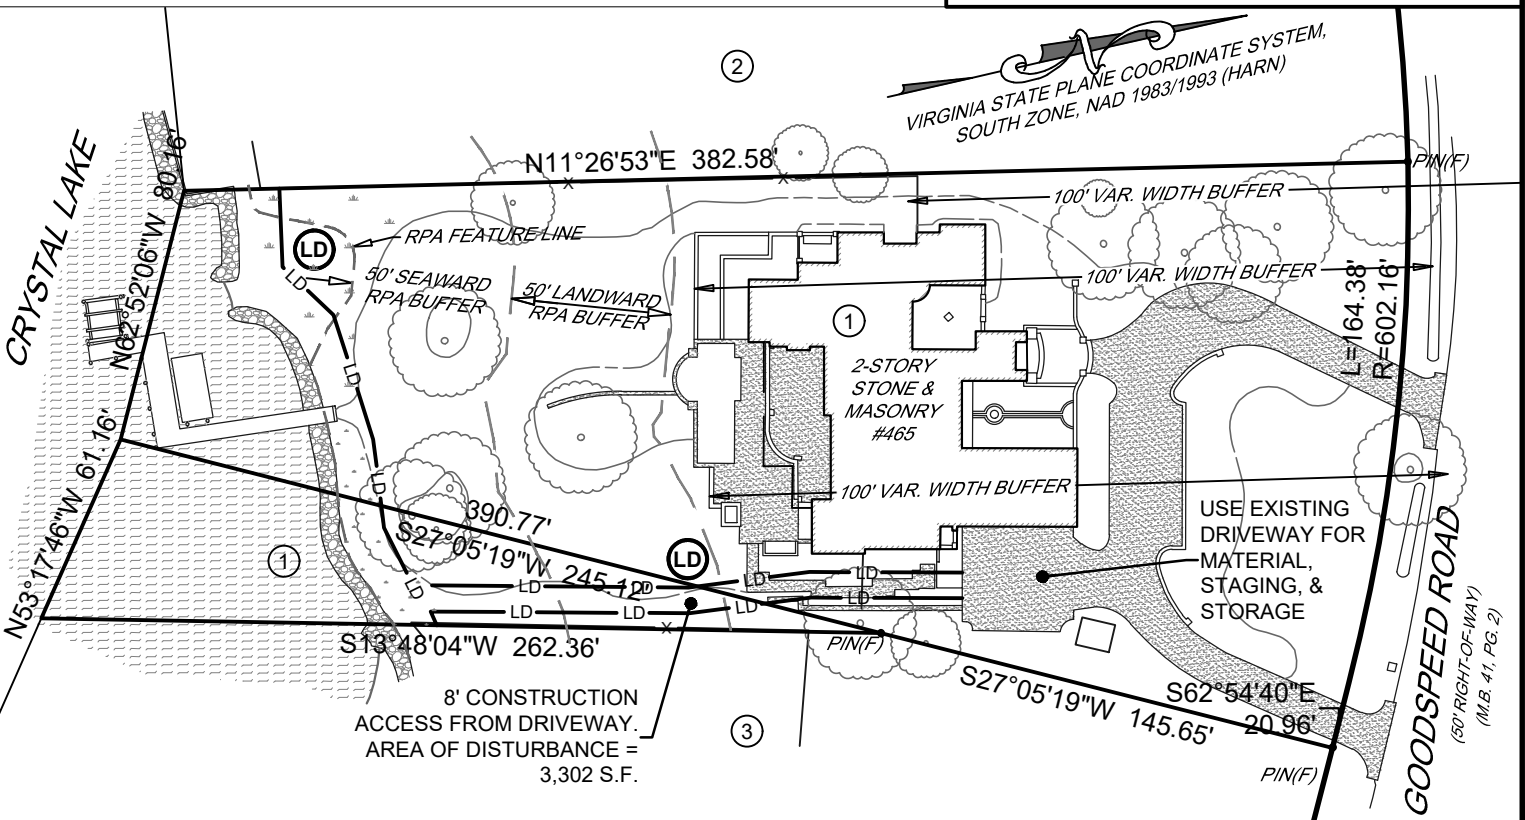 VIRGINIA STATE PLANE COORDINATE SYSTEM,
SOUTH ZONE, NAD 1983/1993 (HARN)
N
2
CRYSTAL LAKE
N62°52'06"W 80.16'
N11°26'53"E 382.58'
X
X
PIN(F)
100' VAR. WIDTH BUFFER
LD
RPA FEATURE LINE
LD
50' SEAWARD
RPA BUFFER
50' LANDWARD
RPA BUFFER
100' VAR. WIDTH BUFFER
L=164.38'
R=602.16'
1
2-STORY
STONE &
MASONRY
#465
LD
LD
100' VAR. WIDTH BUFFER
N53°17'46"W 61.16'
390.77'
S27°05'19"W 245.12'
1
LD
USE EXISTING
DRIVEWAY FOR
MATERIAL,
STAGING, &
STORAGE
LD
LD
LD
LD
LD
LD
LD
LD
LD
X
S13°48'04"W 262.36'
PIN(F)
8' CONSTRUCTION
ACCESS FROM DRIVEWAY.
AREA OF DISTURBANCE =
3,302 S.F.
3
S27°05'19"W 145.65'
S62°54'40"E
20.96'
PIN(F)
GOODSPEED ROAD
(50' RIGHT-OF-WAY)
(M.B. 41, PG. 2)